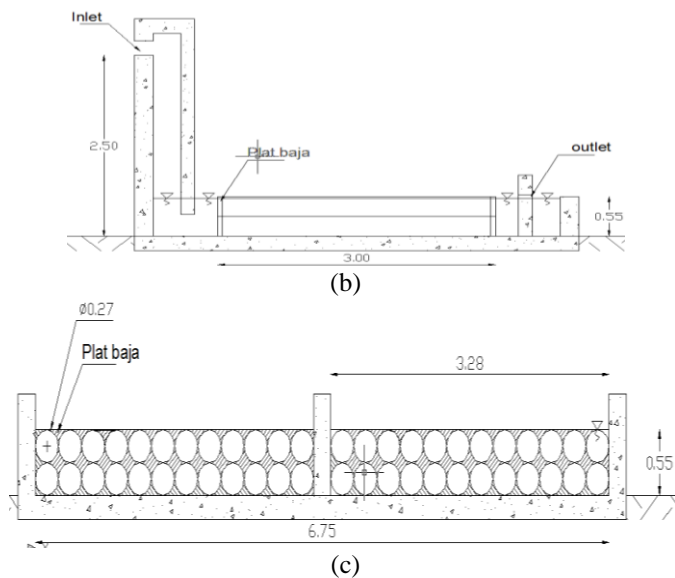 Inlet
2.50
Plat baja
outlet
0.55
3.00
(b)
Ø0.27
Plat baja
3.28
0.55
6.75
(c)